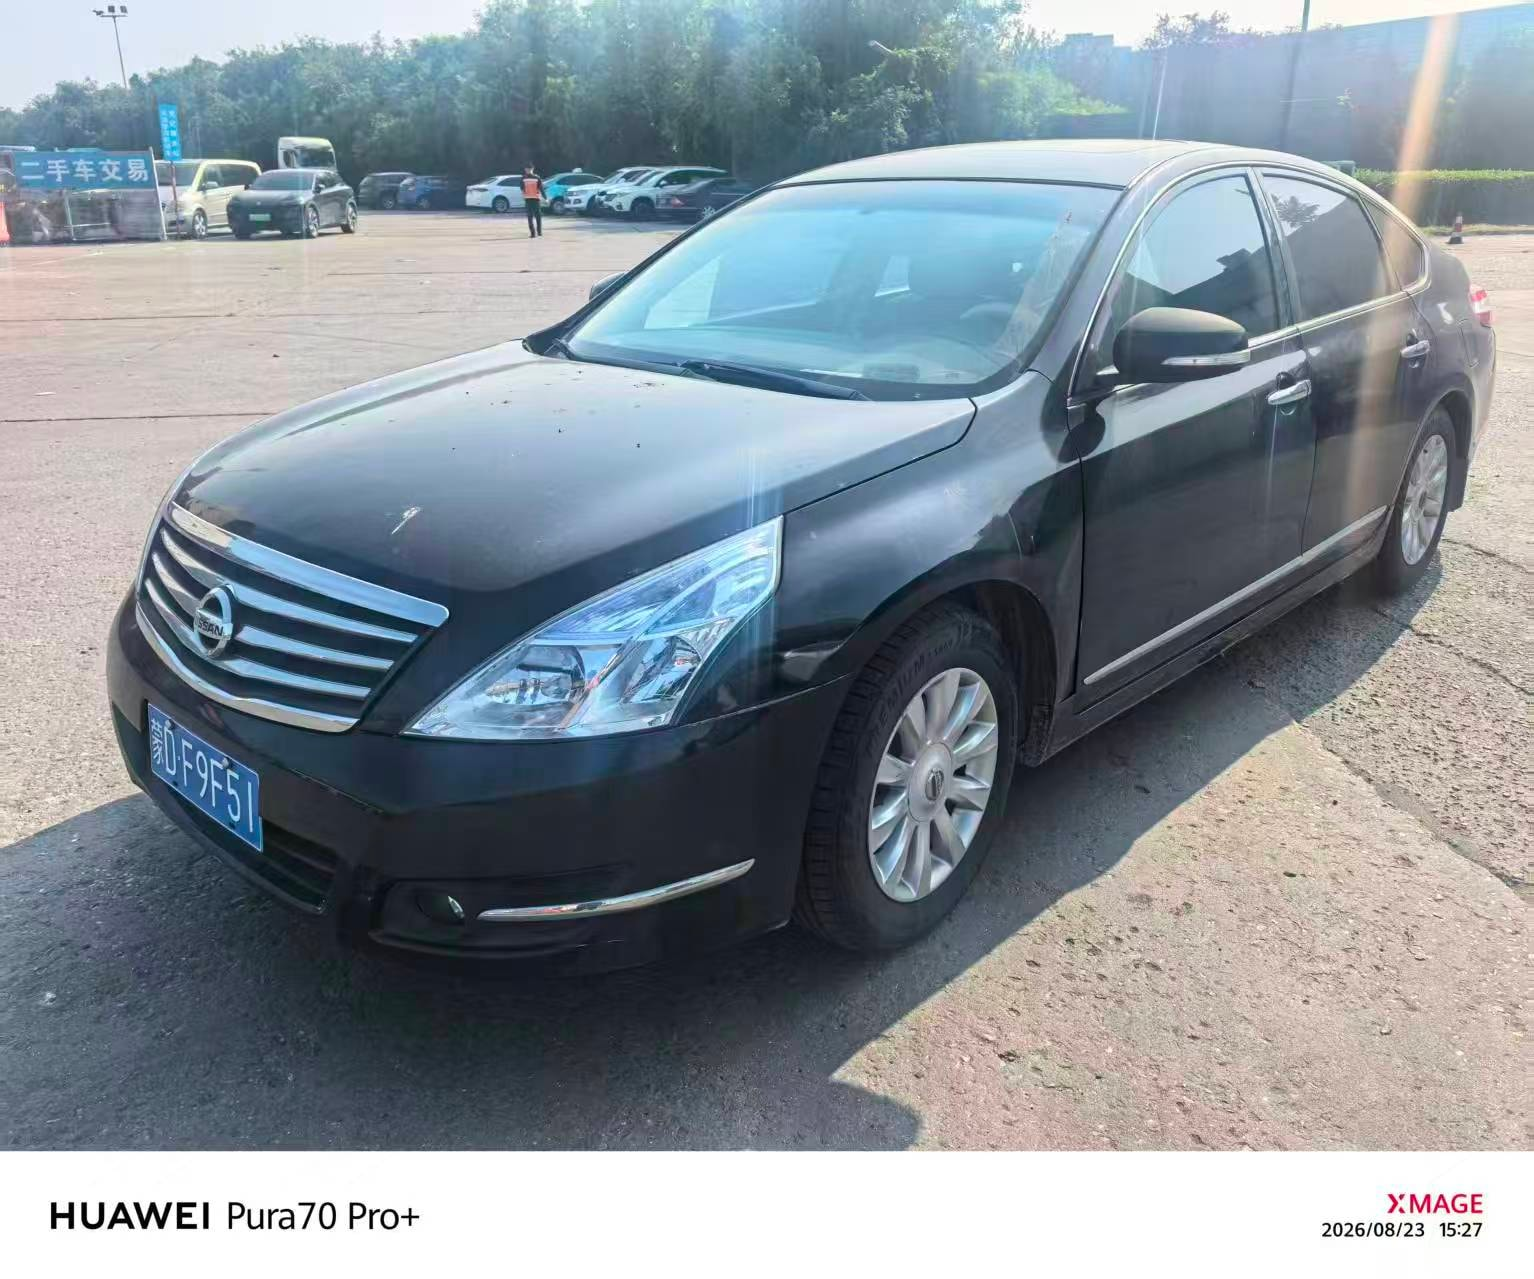 二手车交易
SSAN
蒙D·F9F51
HUAWEI Pura70 Pro+
XMAGE
2026/08/23 15:27